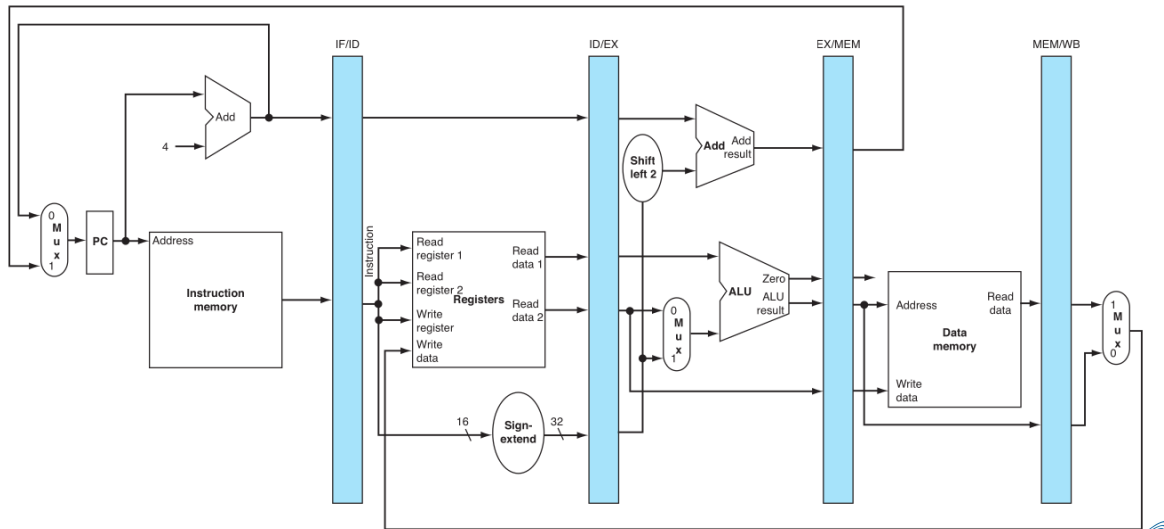 IF/ID
ID/EX
EX/MEM
MEM/WB
Add
4
Shift
left 2
Add
Add
result
0
M
u
x
1
PC
Address
Instruction
memory
Instruction
Read
register 1
Read
register 2
Registers
Write
register
Write
data
Read
data 1
Read
data 2
16
Sign-
extend
32
0
M
u
x
1
Zero
ALU
ALU
result
Address
Read
data
Data
memory
Write
data
1
M
u
x
0